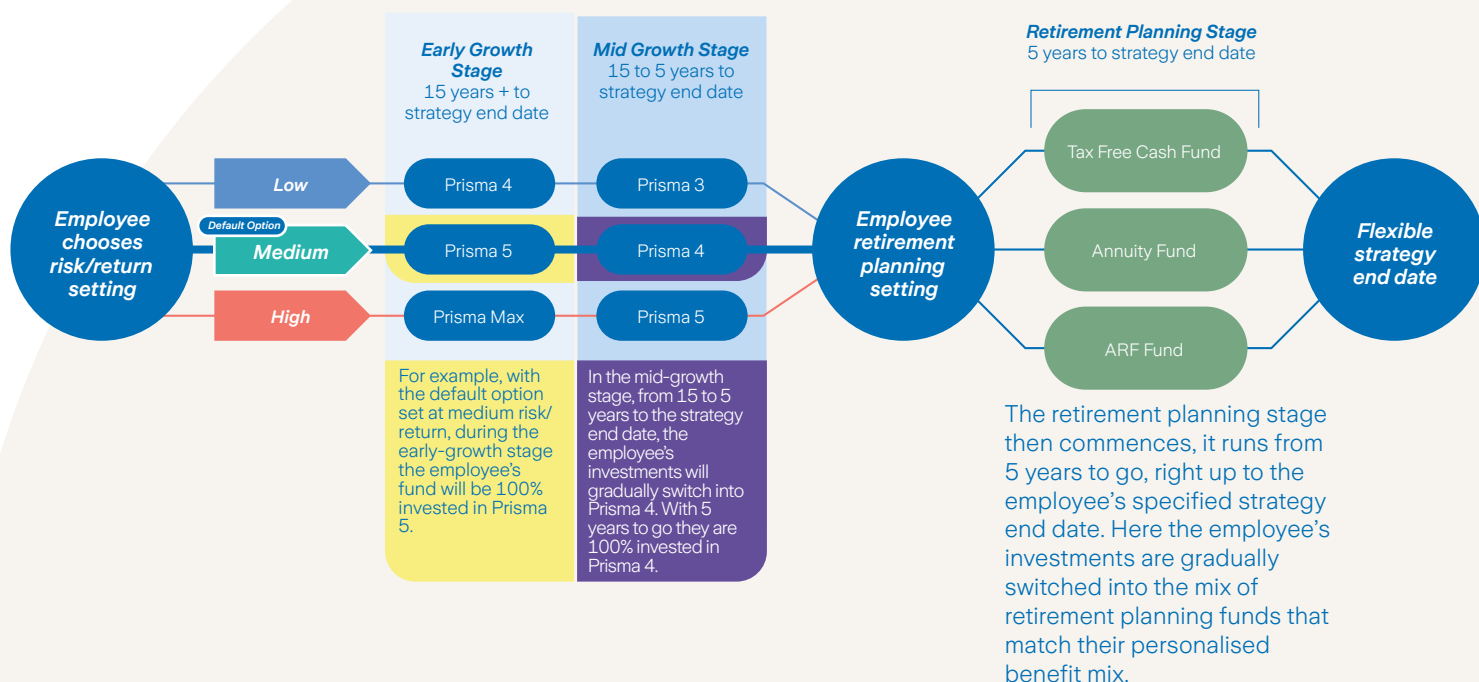 Early Growth
Stage
15 years + to
strategy end date
Mid Growth Stage
15 to 5 years to
strategy end date
Retirement Planning Stage
5 years to strategy end date
Employee
chooses
risk/return
setting
Low
Prisma 4
Prisma 3
Default Option
Medium
Prisma 5
Prisma 4
High
Prisma Max
Prisma 5
Employee
retirement
planning
setting
Tax Free Cash Fund
Annuity Fund
ARF Fund
Flexible
strategy
end date
For example, with
the default option
set at medium risk/
return, during the
early-growth stage
the employee’s
fund will be 100%
invested in Prisma
5.
In the mid-growth
stage, from 15 to 5
years to the strategy
end date, the
employee’s
investments will
gradually switch into
Prisma 4. With 5
years to go they are
100% invested in
Prisma 4.
The retirement planning stage
then commences, it runs from
5 years to go, right up to the
employee’s specified strategy
end date. Here the employee’s
investments are gradually
switched into the mix of
retirement planning funds that
match their personalised
benefit mix.